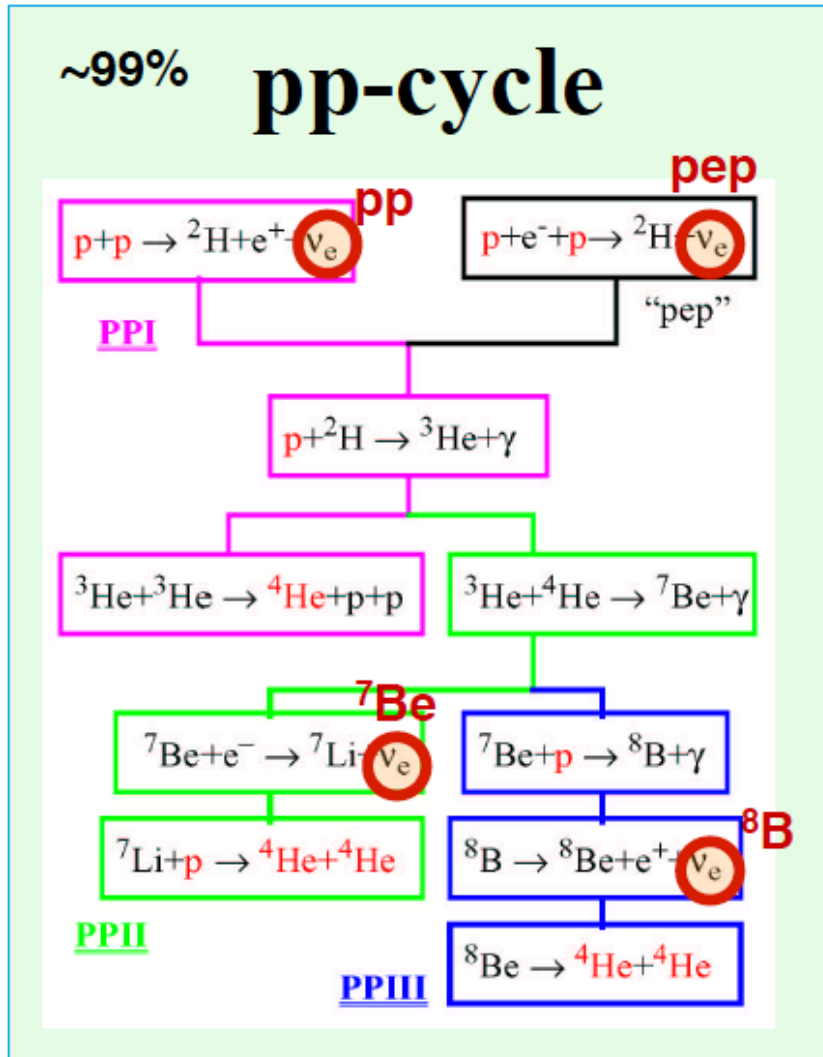 ~99% pp-cycle
pp
pep
p+p → ²H+e⁺+νₑ
p+e⁻+p→ ²H+νₑ
PPI
“pep”
p+²H → ³He+γ
³He+³He → ⁴He+p+p
³He+⁴He → ⁷Be+γ
⁷Be
⁷Be+e⁻ → ⁷Li+νₑ
⁷Be+p → ⁸B+γ
⁸B
⁷Li+p → ⁴He+⁴He
⁸B → ⁸Be+e⁺+νₑ
PPII
⁸Be → ⁴He+⁴He
PPIII